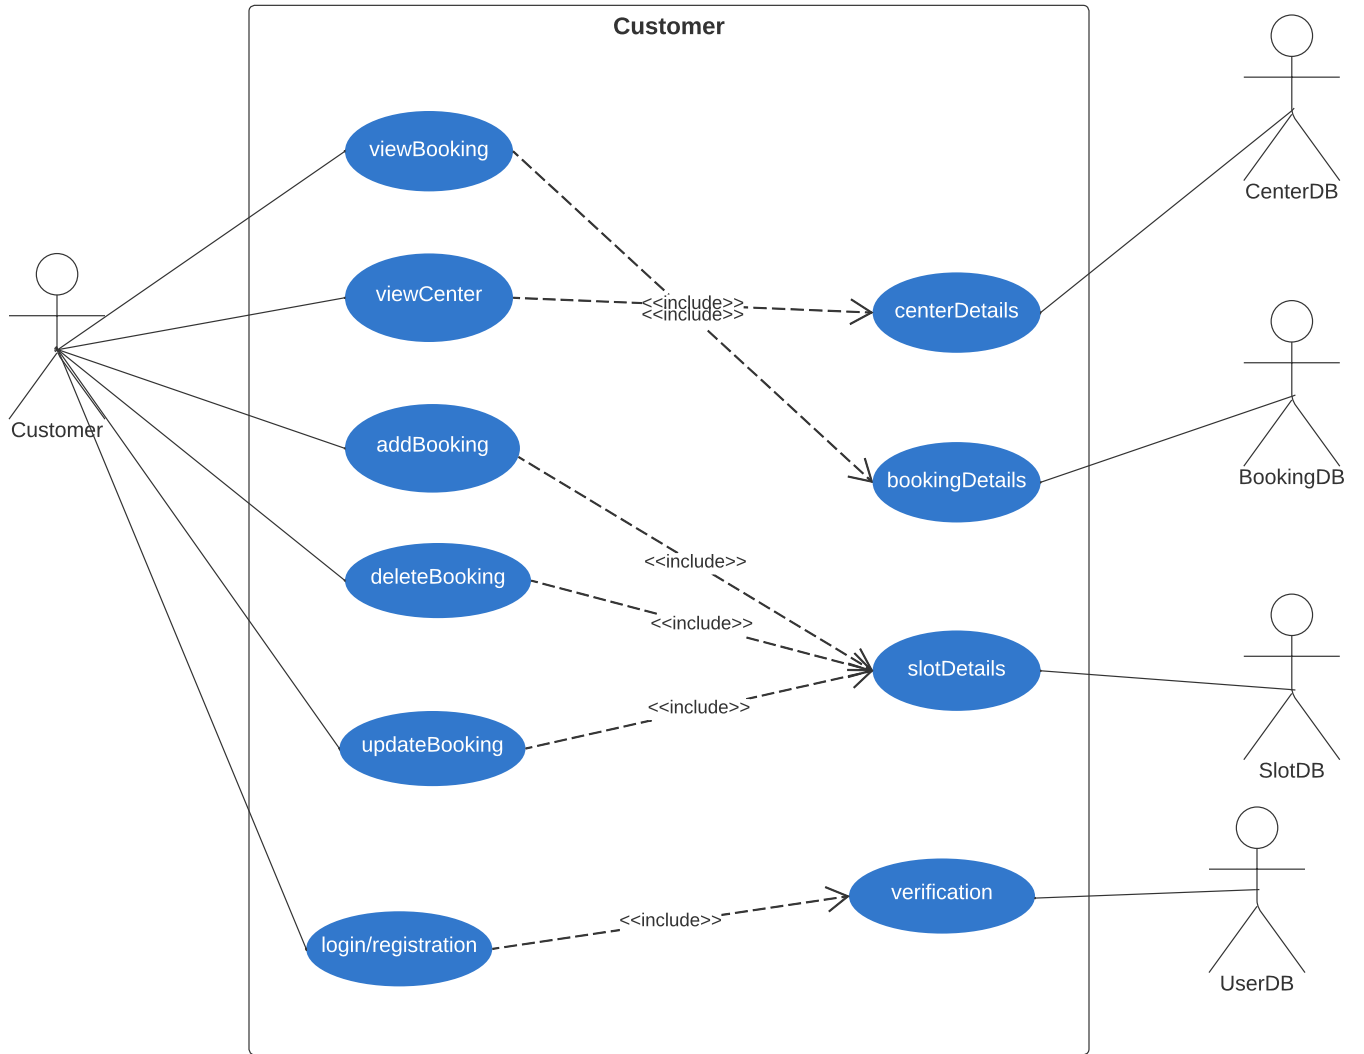 Customer
viewBooking
CenterDB
viewCenter
<<include>>
<<include>>
centerDetails
Customer
addBooking
bookingDetails
BookingDB
<<include>>
deleteBooking
<<include>>
slotDetails
<<include>>
updateBooking
SlotDB
verification
<<include>>
login/registration
UserDB